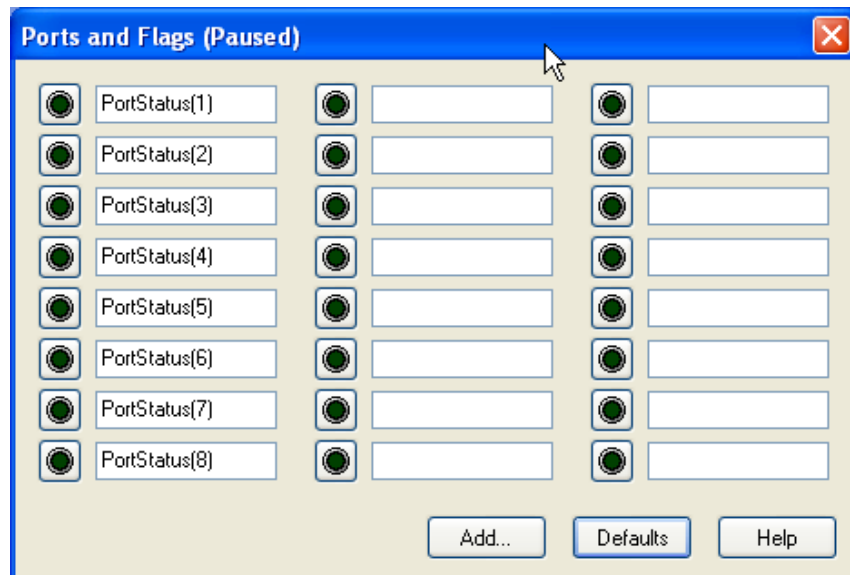 Ports and Flags (Paused)
PortStatus(1)
PortStatus(2)
PortStatus(3)
PortStatus(4)
PortStatus(5)
PortStatus(6)
PortStatus(7)
PortStatus(8)
Add... Defaults Help